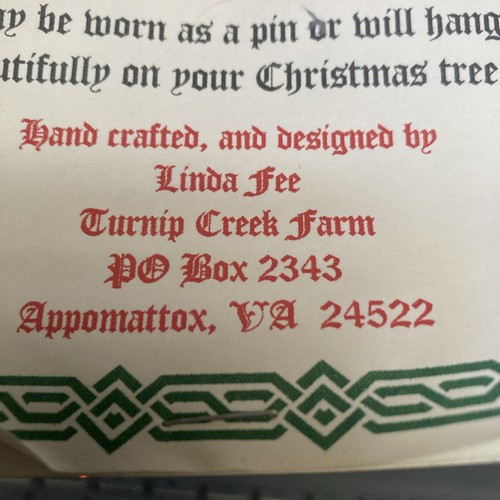 be worn as a pin or will hang
on your Christmas tree
Hand crafted, and designed by
Linda Fee
Turnip Creek Farm
PO Box 2343
Appomattox, VA 24522